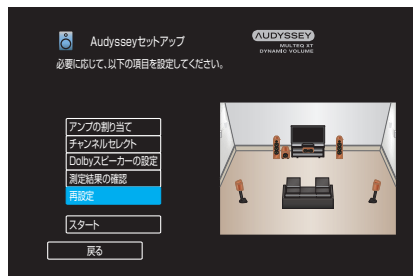 Audysseyセットアップ
AUDYSSEY
MULTEQ XT
DYNAMIC VOLUME
必要に応じて、以下の項目を設定してください。
アンプの割り当て
チャンネルセレクト
Dolbyスピーカーの設定
測定結果の確認
再設定
スタート
戻る